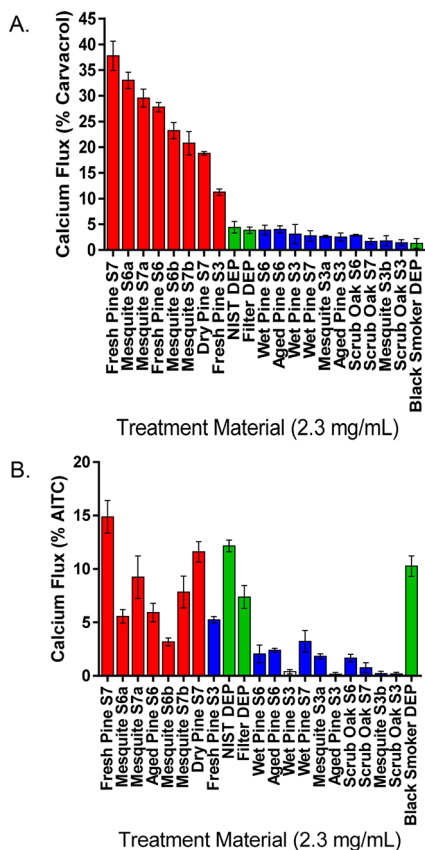 A.
Calcium Flux (% Carvacrol)
45
40
35
30
25
20
15
10
5
0
Fresh Pine S7
Mesquite S6a
Mesquite S7a
Fresh Pine S6
Mesquite S6b
Mesquite S7b
Dry Pine S7
Fresh Pine S3
NIST DEP
Filter DEP
Wet Pine S6
Aged Pine S6
Wet Pine S3
Wet Pine S7
Mesquite S3a
Aged Pine S3
Scrub Oak S6
Scrub Oak S7
Mesquite S3b
Scrub Oak S3
Black Smoker DEP
Treatment Material (2.3 mg/mL)
B.
Calcium Flux (% AITC)
20
15
10
5
0
Fresh Pine S7
Mesquite S6a
Mesquite S7a
Aged Pine S6
Mesquite S6b
Mesquite S7b
Dry Pine S7
Fresh Pine S3
NIST DEP
Filter DEP
Wet Pine S6
Aged Pine S6
Wet Pine S3
Wet Pine S7
Mesquite S3a
Aged Pine S3
Scrub Oak S6
Scrub Oak S7
Mesquite S3b
Scrub Oak S3
Black Smoker DEP
Treatment Material (2.3 mg/mL)